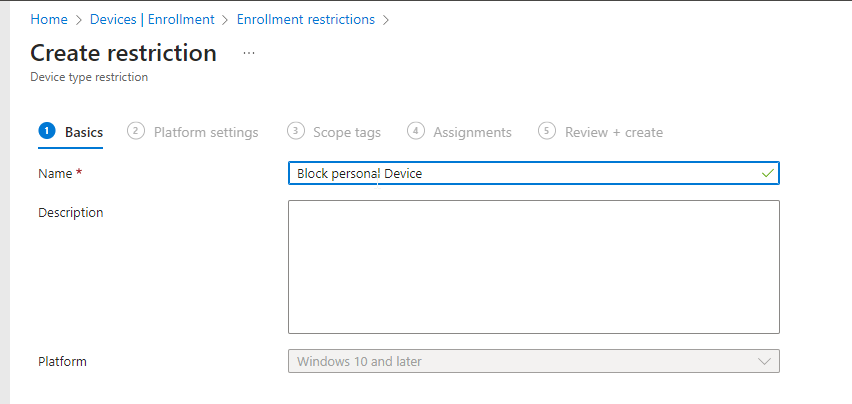 Home > Devices | Enrollment > Enrollment restrictions >
Create restriction ...
Device type restriction
1 Basics 2 Platform settings 3 Scope tags 4 Assignments 5 Review + create
Name * Block personal Device
Description
Platform Windows 10 and later